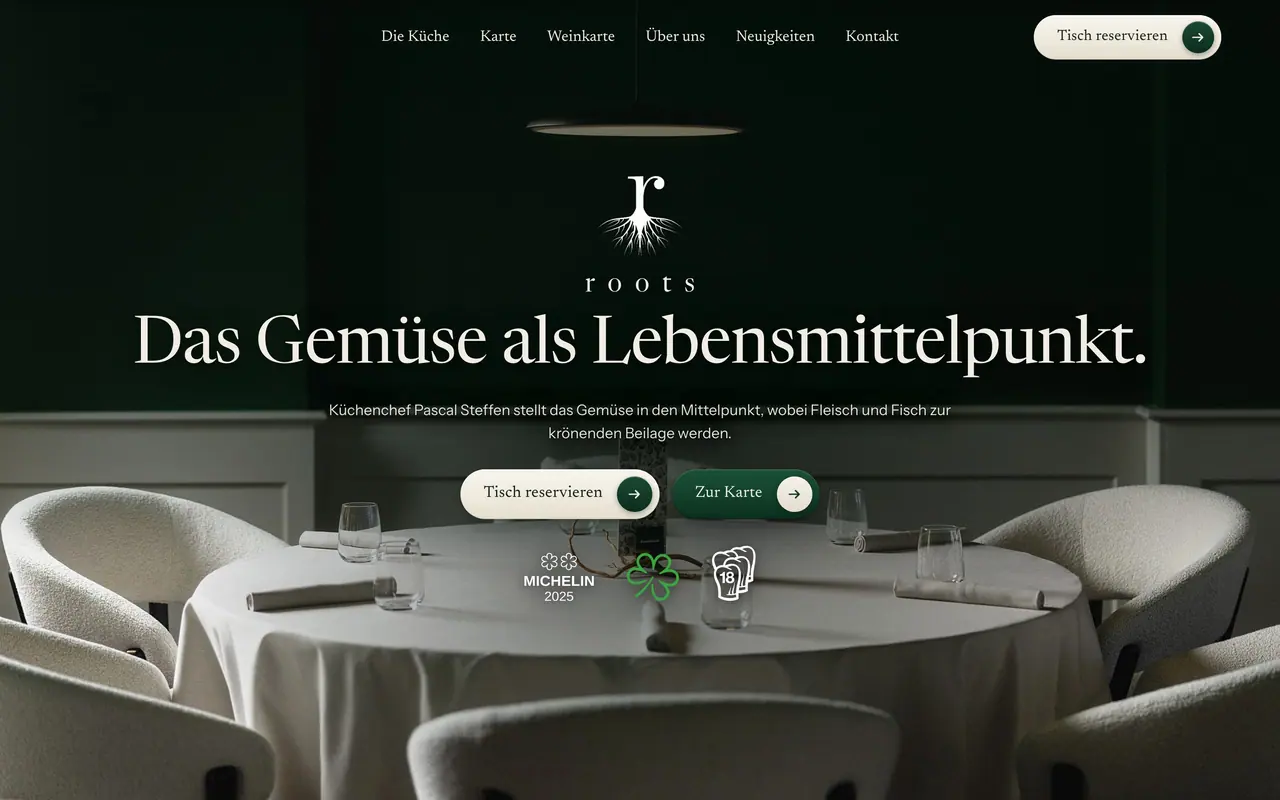 Die Küche Karte Weinkarte Über uns Neuigkeiten Kontakt Tisch reservieren
r
roots
Das Gemüse als Lebensmittelpunkt.
Küchenchef Pascal Steffen stellt das Gemüse in den Mittelpunkt, wobei Fleisch und Fisch zur
krönenden Beilage werden.
Tisch reservieren Zur Karte
MICHELIN
2025
18